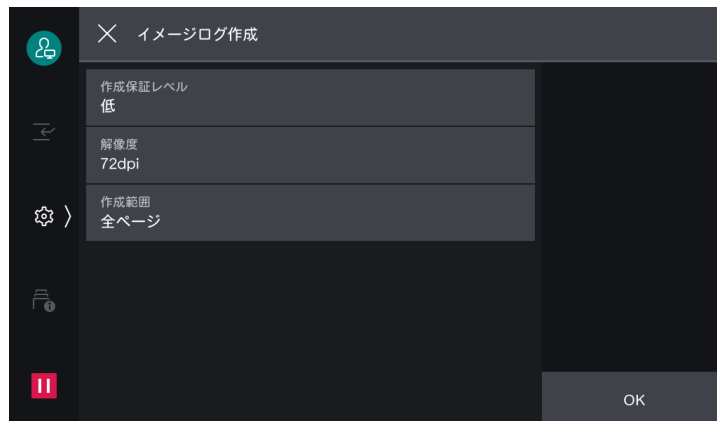 イメージログ作成
作成保証レベル
低
解像度
72dpi
作成範囲
全ページ
OK